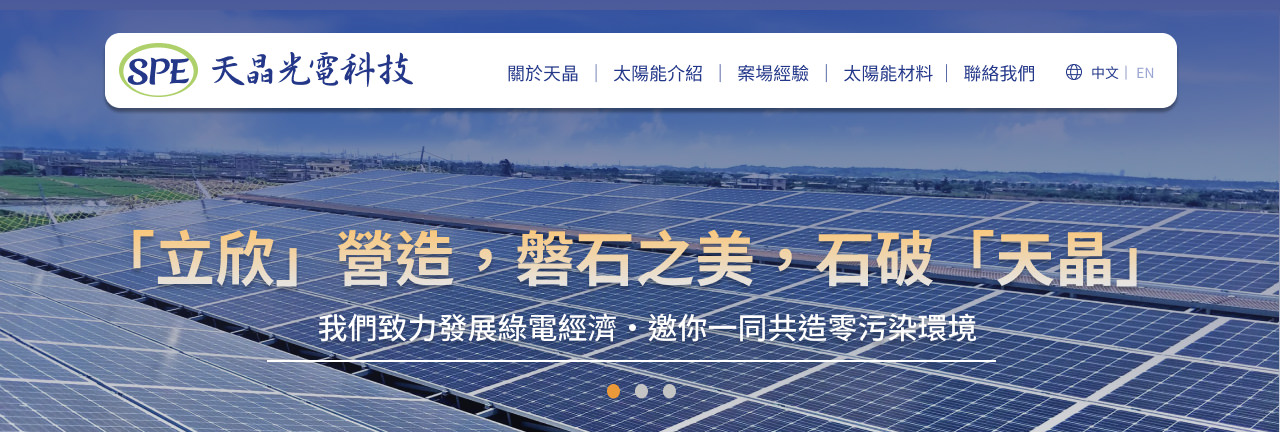 SPE 天晶光電科技
關於天晶 | 太陽能介紹 | 案場經驗 | 太陽能材料 | 聯絡我們 中文 | EN
「立欣」營造，磐石之美，石破「天晶」
我們致力發展綠電經濟・邀你一同共造零污染環境